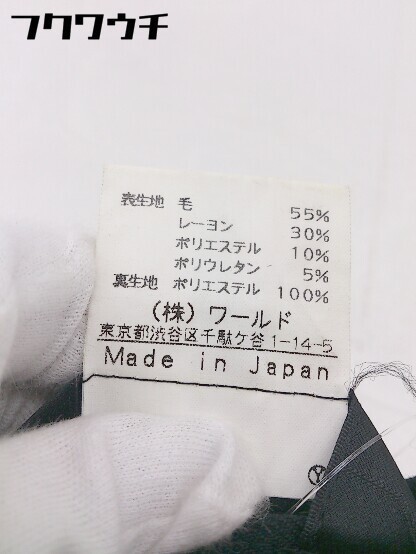 フクワウチ
表生地 毛 55%
レーヨン 30%
ポリエステル 10%
ポリウレタン 5%
裏生地 ポリエステル 100%
(株) ワールド
東京都渋谷区千駄ケ谷 1-14-5
Made in Japan
Ⓨ